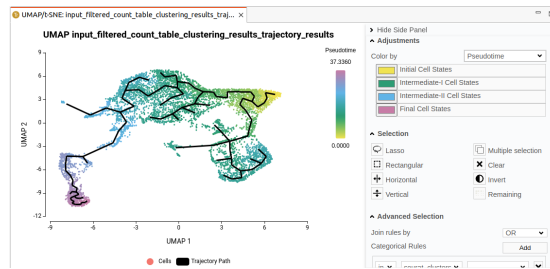 UMAP/t-SNE: input_filtered_count_table_clustering_results_traj... ×
UMAP input_filtered_count_table_clustering_results_trajectory_results
Pseudotime
37.3360
0.0000
9
6
3
0
-3
-6
-9
-12
UMAP 2
-9
-6
-3
0
3
6
9
UMAP 1
Cells
Trajectory Path
Hide Side Panel
Adjustments
Color by
Pseudotime
Initial Cell States
Intermediate-I Cell States
Intermediate-II Cell States
Final Cell States
Selection
Lasso
Multiple selection
Rectangular
Clear
Horizontal
Invert
Vertical
Remaining
Advanced Selection
Join rules by
OR
Categorical Rules
Add